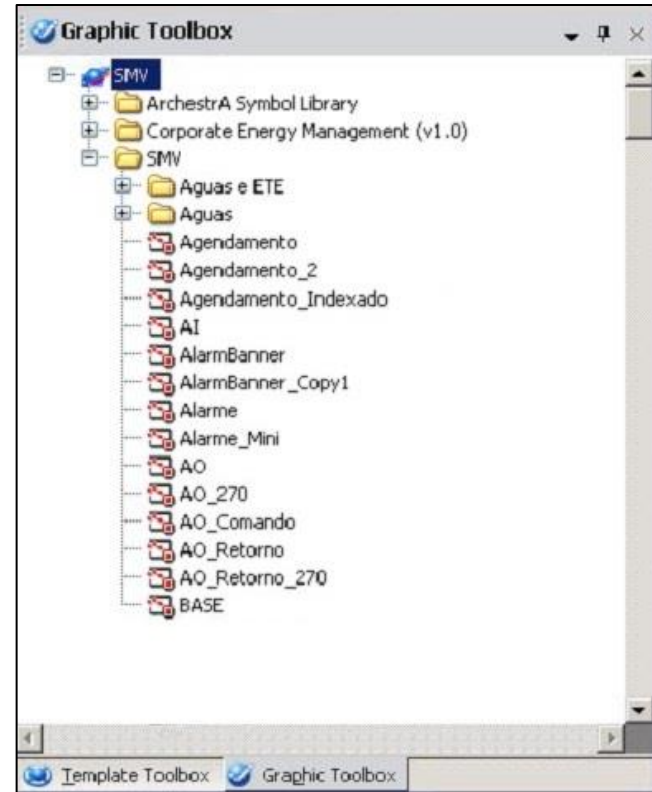 Graphic Toolbox
SMV
ArchestrA Symbol Library
Corporate Energy Management (v1.0)
SMV
Aguas e ETE
Aguas
Agendamento
Agendamento_2
Agendamento_Indexado
AI
AlarmBanner
AlarmBanner_Copy1
Alarme
Alarme_Mini
AO
AO_270
AO_Comando
AO_Retorno
AO_Retorno_270
BASE
Template Toolbox Graphic Toolbox